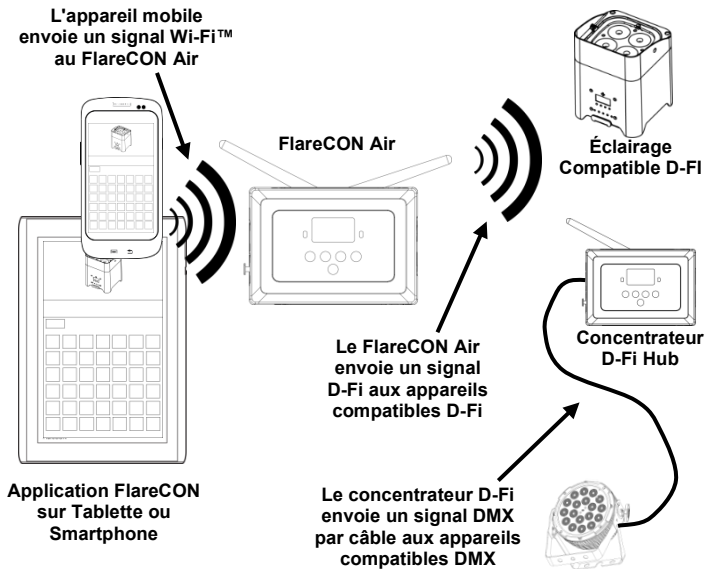 L'appareil mobile
envoie un signal Wi-Fi™
au FlareCON Air
FlareCON Air
Éclairage
Compatible D-FI
Le FlareCON Air
envoie un signal
D-Fi aux appareils
compatibles D-Fi
Concentrateur
D-Fi Hub
Application FlareCON
sur Tablette ou
Smartphone
Le concentrateur D-Fi
envoie un signal DMX
par câble aux appareils
compatibles DMX